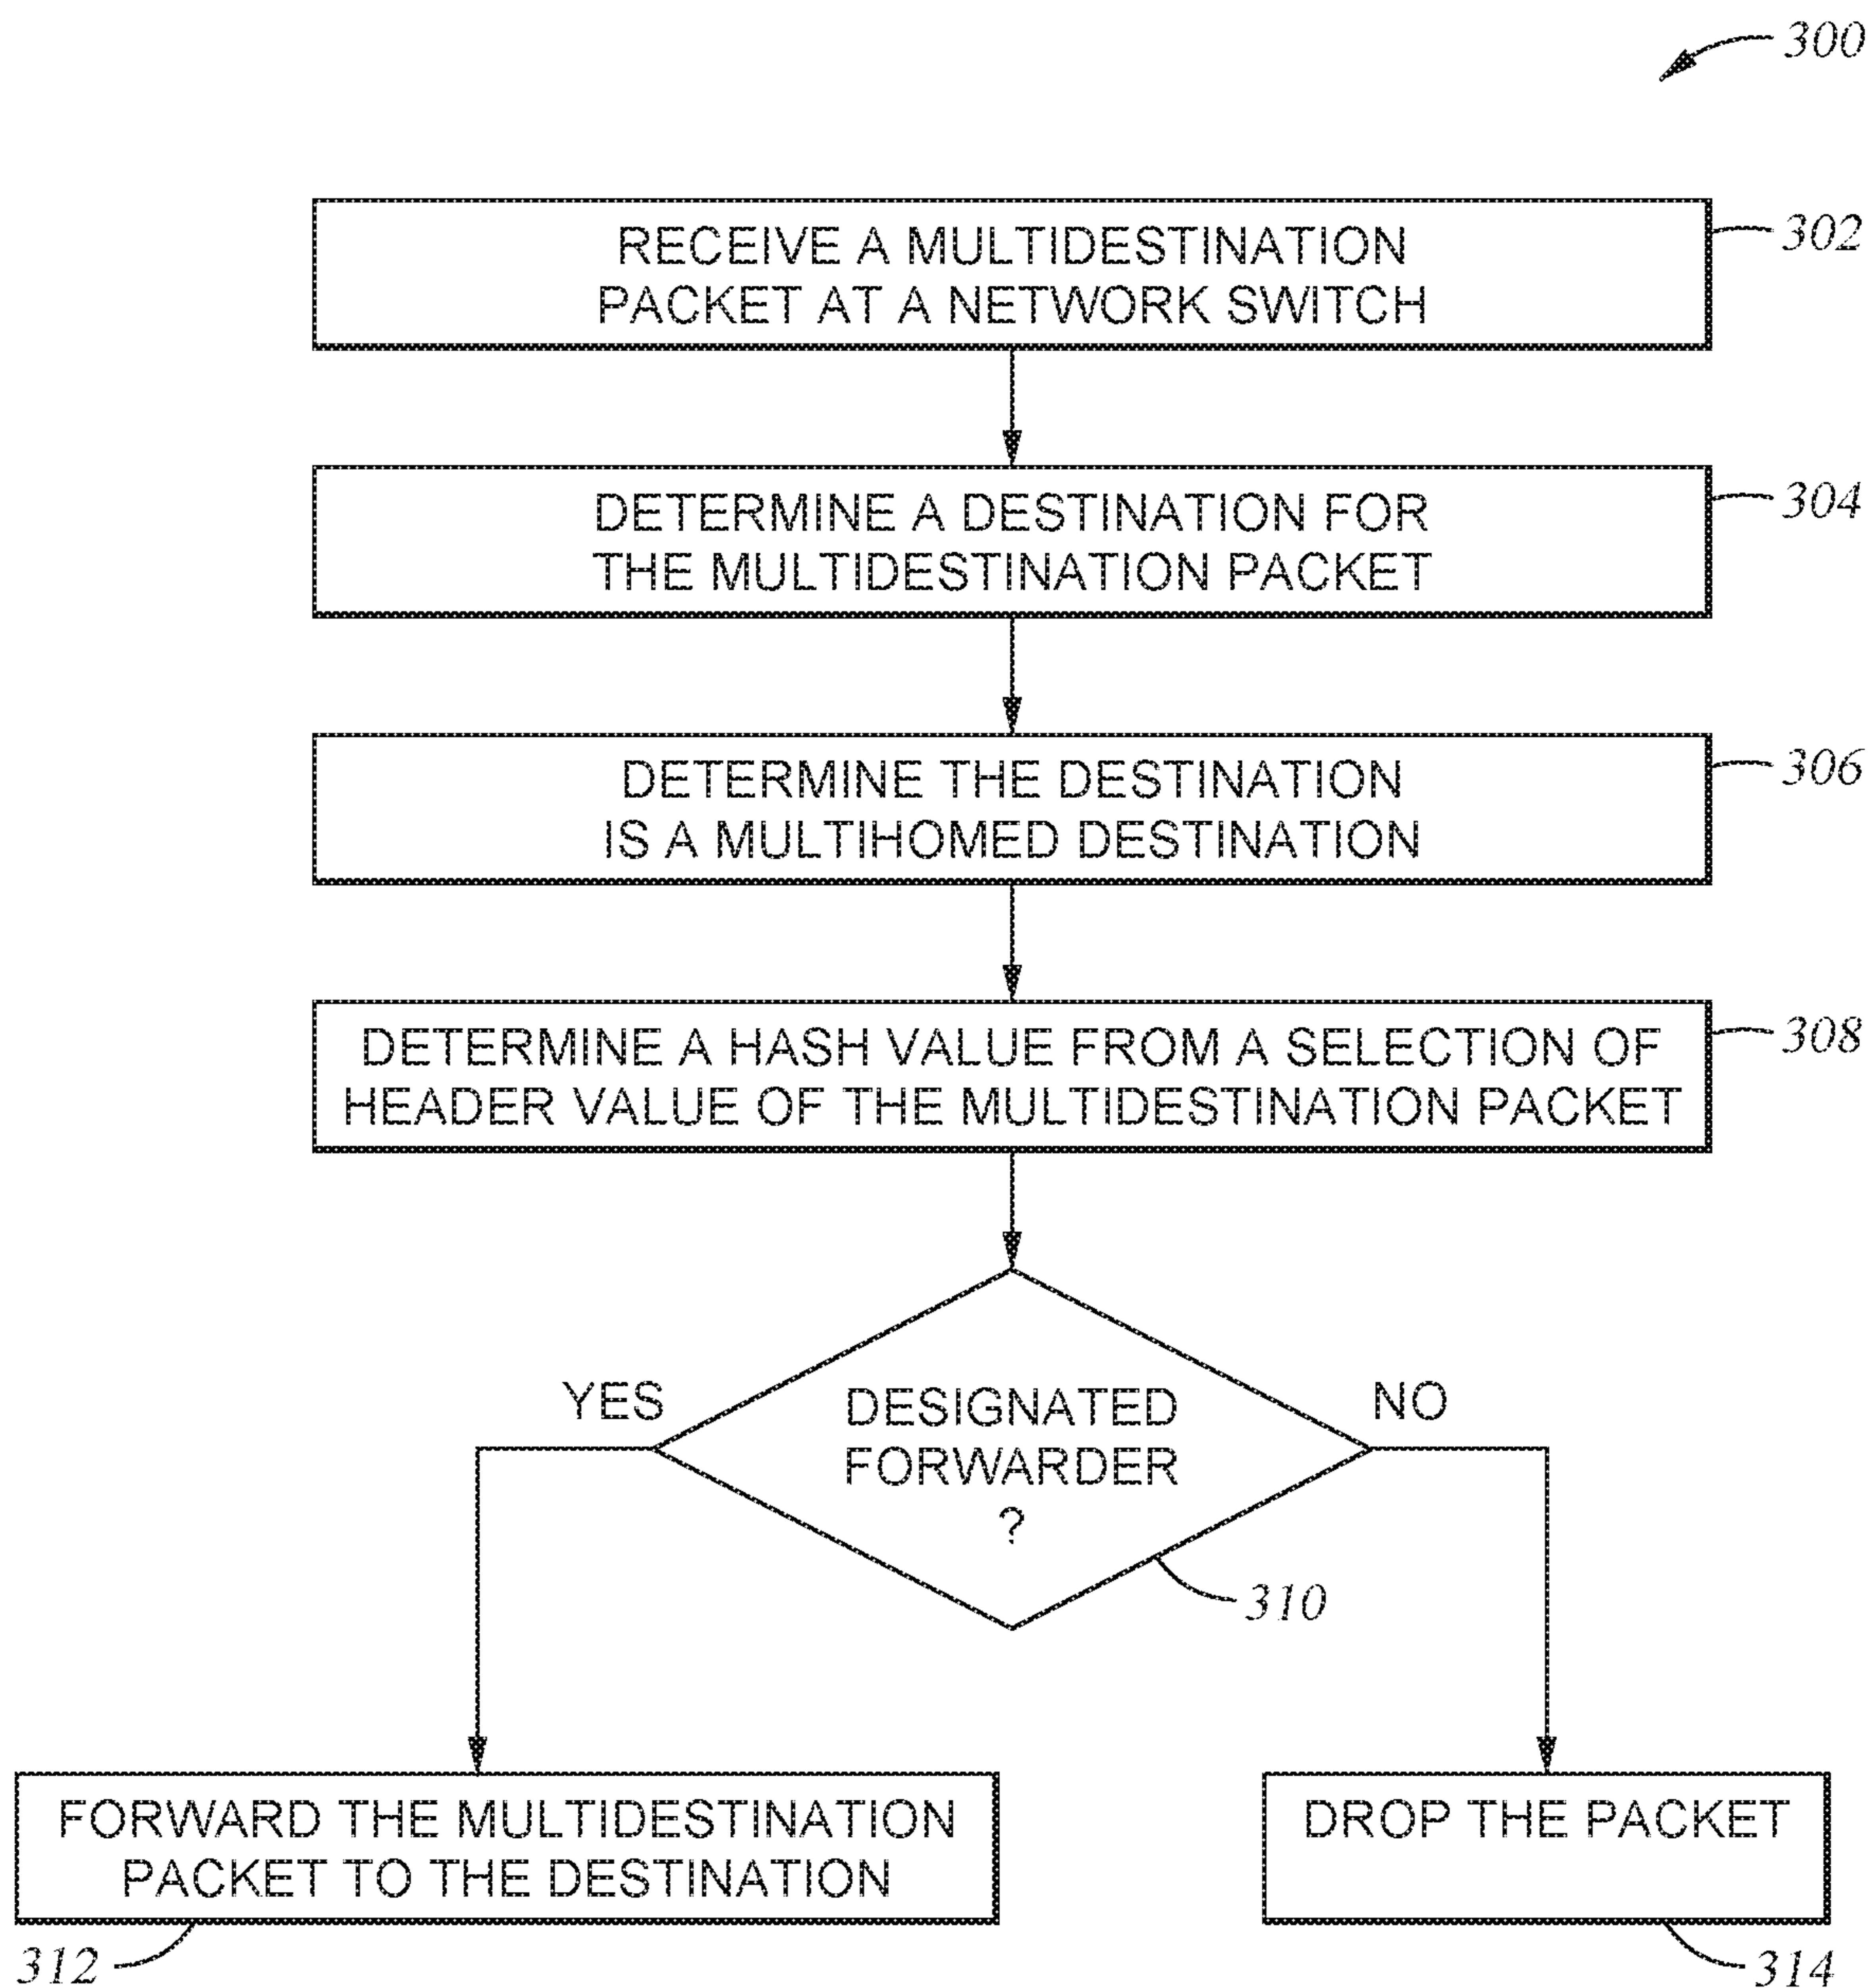 300
RECEIVE A MULTIDESTINATION
PACKET AT A NETWORK SWITCH
302
DETERMINE A DESTINATION FOR
THE MULTIDESTINATION PACKET
304
DETERMINE THE DESTINATION
IS A MULTIHOMED DESTINATION
306
DETERMINE A HASH VALUE FROM A SELECTION OF
HEADER VALUE OF THE MULTIDESTINATION PACKET
308
YES
DESIGNATED
FORWARDER
?
NO
310
FORWARD THE MULTIDESTINATION
PACKET TO THE DESTINATION
312
DROP THE PACKET
314